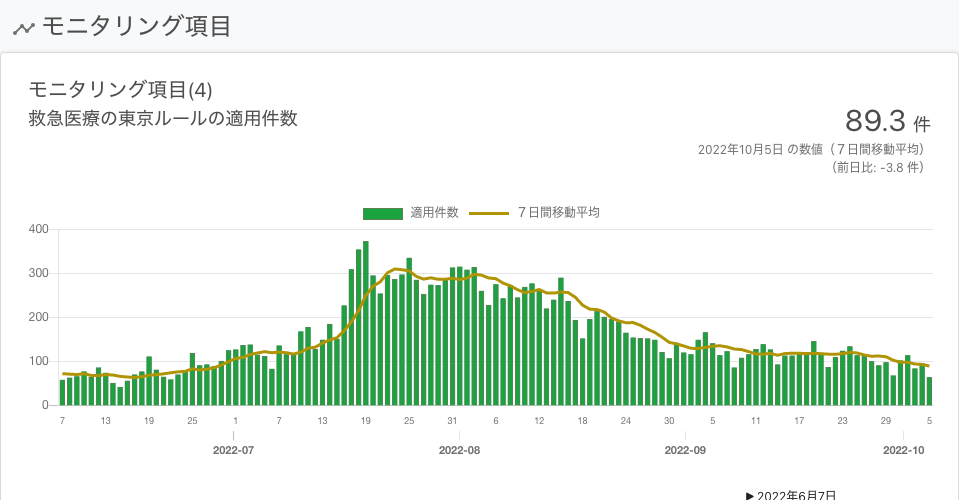 モニタリング項目
モニタリング項目(4)
救急医療の東京ルールの適用件数
89.3 件
2022年10月5日 の数値（７日間移動平均）
（前日比: -3.8 件）
適用件数 ７日間移動平均
400
300
200
100
0
7 13 19 25 1 7 13 19 25 31 6 12 18 24 30 5 11 17 23 29 5
2022-07 2022-08 2022-09 2022-10
▶ 2022年6月7日